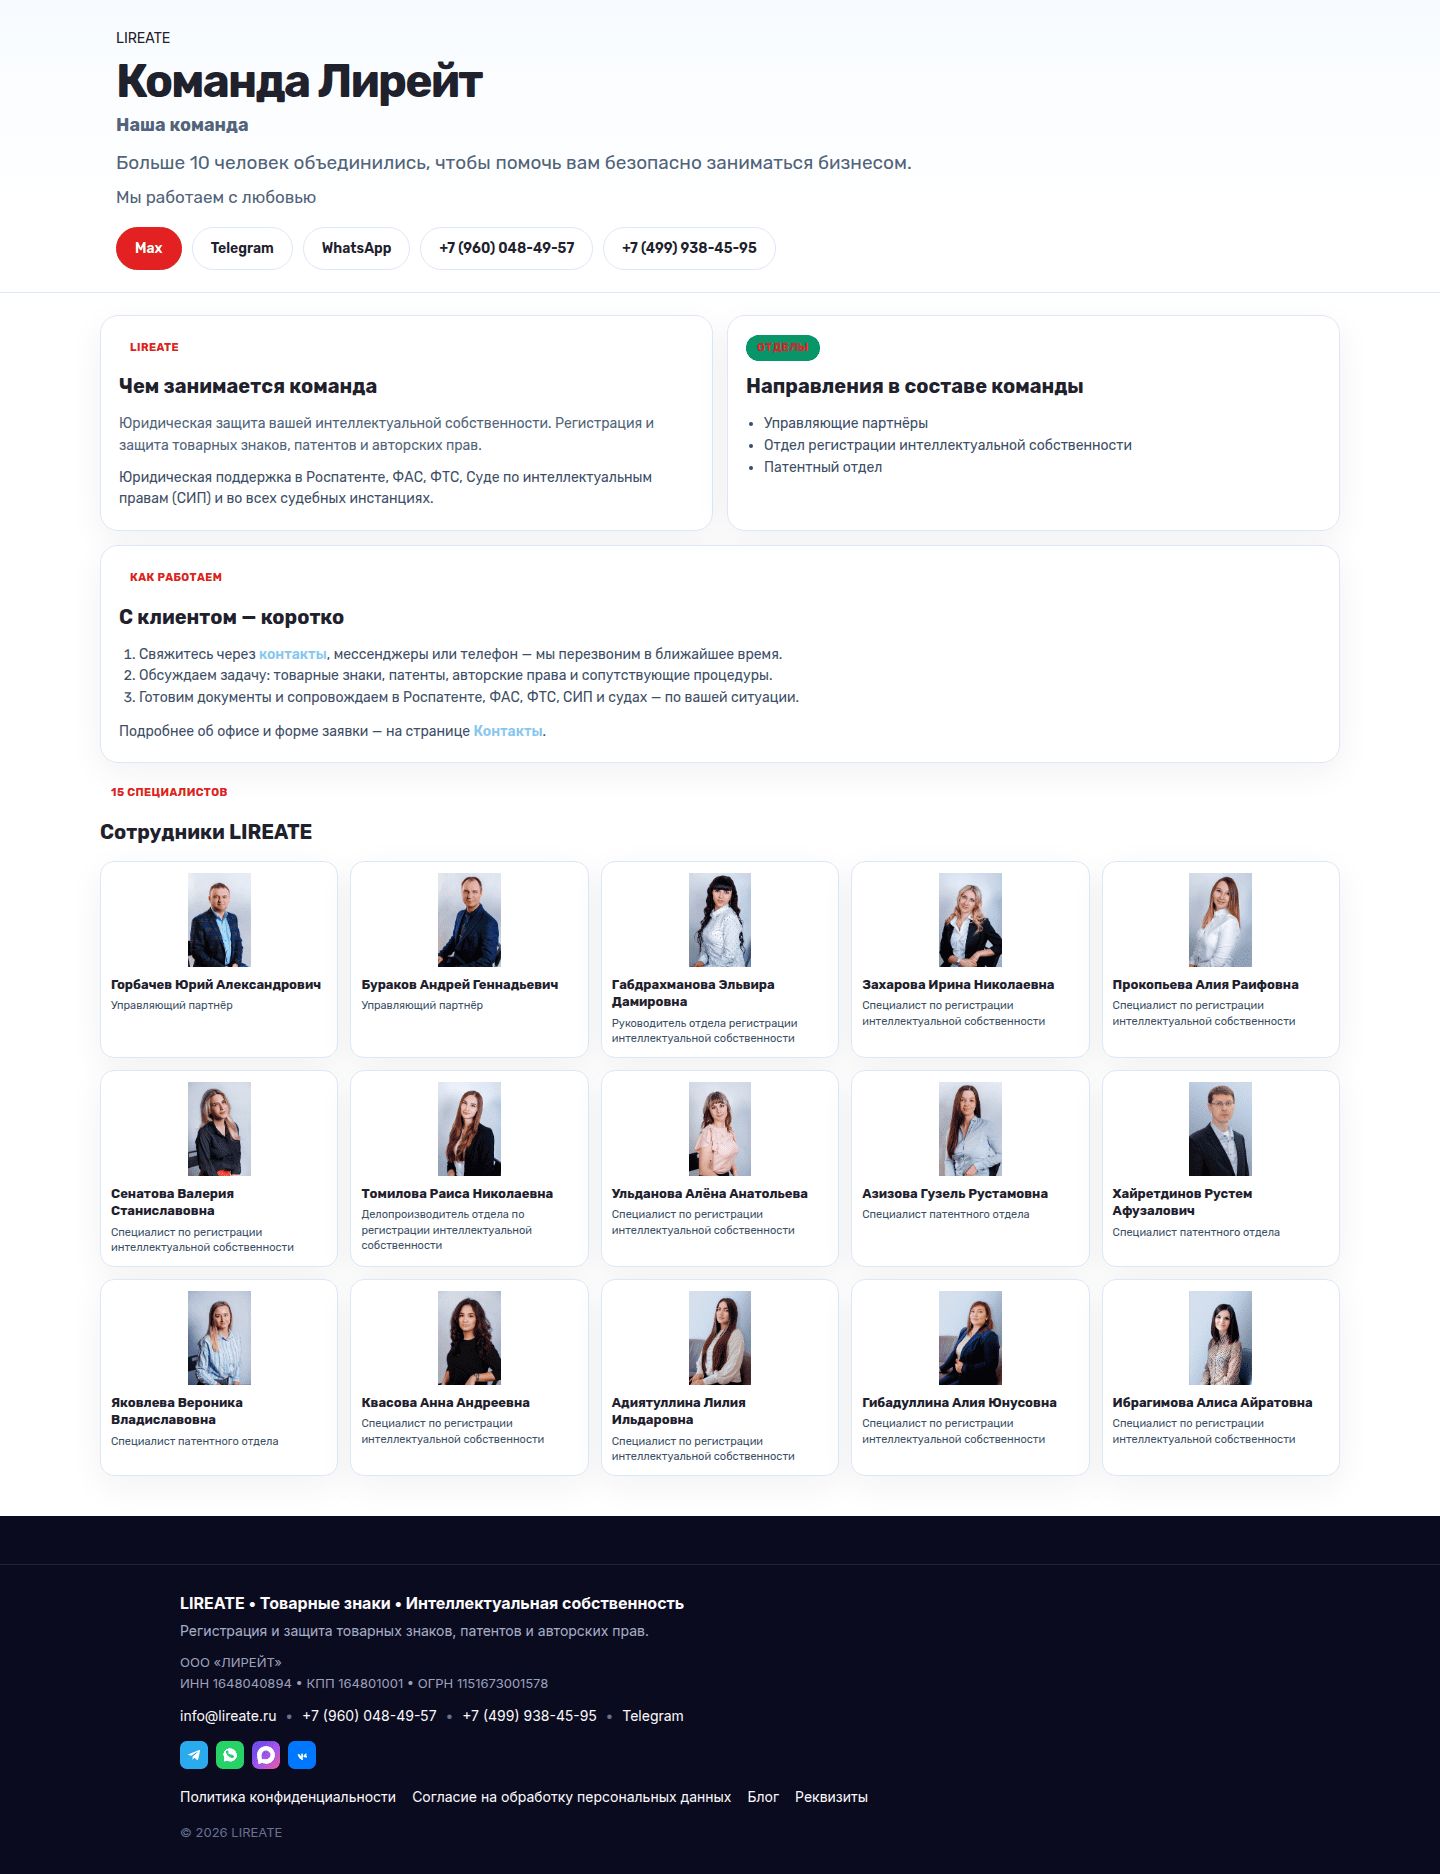 LIREATE
Команда Лирейт
Наша команда
Больше 10 человек объединились, чтобы помочь вам безопасно заниматься бизнесом.
Мы работаем с любовью
Max
Telegram
WhatsApp
+7 (960) 048-49-57
+7 (499) 938-45-95
LIREATE
Чем занимается команда
Юридическая защита вашей интеллектуальной собственности. Регистрация и
защита товарных знаков, патентов и авторских прав.
Юридическая поддержка в Роспатенте, ФАС, ФТС, Суде по интеллектуальным
правам (СИП) и во всех судебных инстанциях.
ОТДЕЛЫ
Направления в составе команды
• Управляющие партнёры
• Отдел регистрации интеллектуальной собственности
• Патентный отдел
КАК РАБОТАЕМ
С клиентом — коротко
1. Свяжитесь через контакты, мессенджеры или телефон — мы перезвоним в ближайшее время.
2. Обсуждаем задачу: товарные знаки, патенты, авторские права и сопутствующие процедуры.
3. Готовим документы и сопровождаем в Роспатенте, ФАС, ФТС, СИП и судах — по вашей ситуации.
Подробнее об офисе и форме заявки — на странице Контакты.
15 СПЕЦИАЛИСТОВ
Сотрудники LIREATE
Горбачев Юрий Александрович
Управляющий партнёр
Бураков Андрей Геннадьевич
Управляющий партнёр
Габдрахманова Эльвира
Дамировна
Руководитель отдела регистрации
интеллектуальной собственности
Захарова Ирина Николаевна
Специалист по регистрации
интеллектуальной собственности
Прокопьева Алия Раифовна
Специалист по регистрации
интеллектуальной собственности
Сенатова Валерия
Станиславовна
Специалист по регистрации
интеллектуальной собственности
Томилова Раиса Николаевна
Делопроизводитель отдела по
регистрации интеллектуальной
собственности
Ульданова Алёна Анатольева
Специалист по регистрации
интеллектуальной собственности
Азизова Гузель Рустамовна
Специалист патентного отдела
Хайретдинов Рустем
Афузалович
Специалист патентного отдела
Яковлева Вероника
Владиславовна
Специалист патентного отдела
Квасова Анна Андреевна
Специалист по регистрации
интеллектуальной собственности
Адиятуллина Лилия
Ильдаровна
Специалист по регистрации
интеллектуальной собственности
Гибадуллина Алия Юнусовна
Специалист по регистрации
интеллектуальной собственности
Ибрагимова Алиса Айратовна
Специалист по регистрации
интеллектуальной собственности
LIREATE • Товарные знаки • Интеллектуальная собственность
Регистрация и защита товарных знаков, патентов и авторских прав.
ООО «ЛИРЕЙТ»
ИНН 1648040894 • КПП 164801001 • ОГРН 1151673001578
info@lireate.ru • +7 (960) 048-49-57 • +7 (499) 938-45-95 • Telegram
Политика конфиденциальности Согласие на обработку персональных данных Блог Реквизиты
© 2026 LIREATE